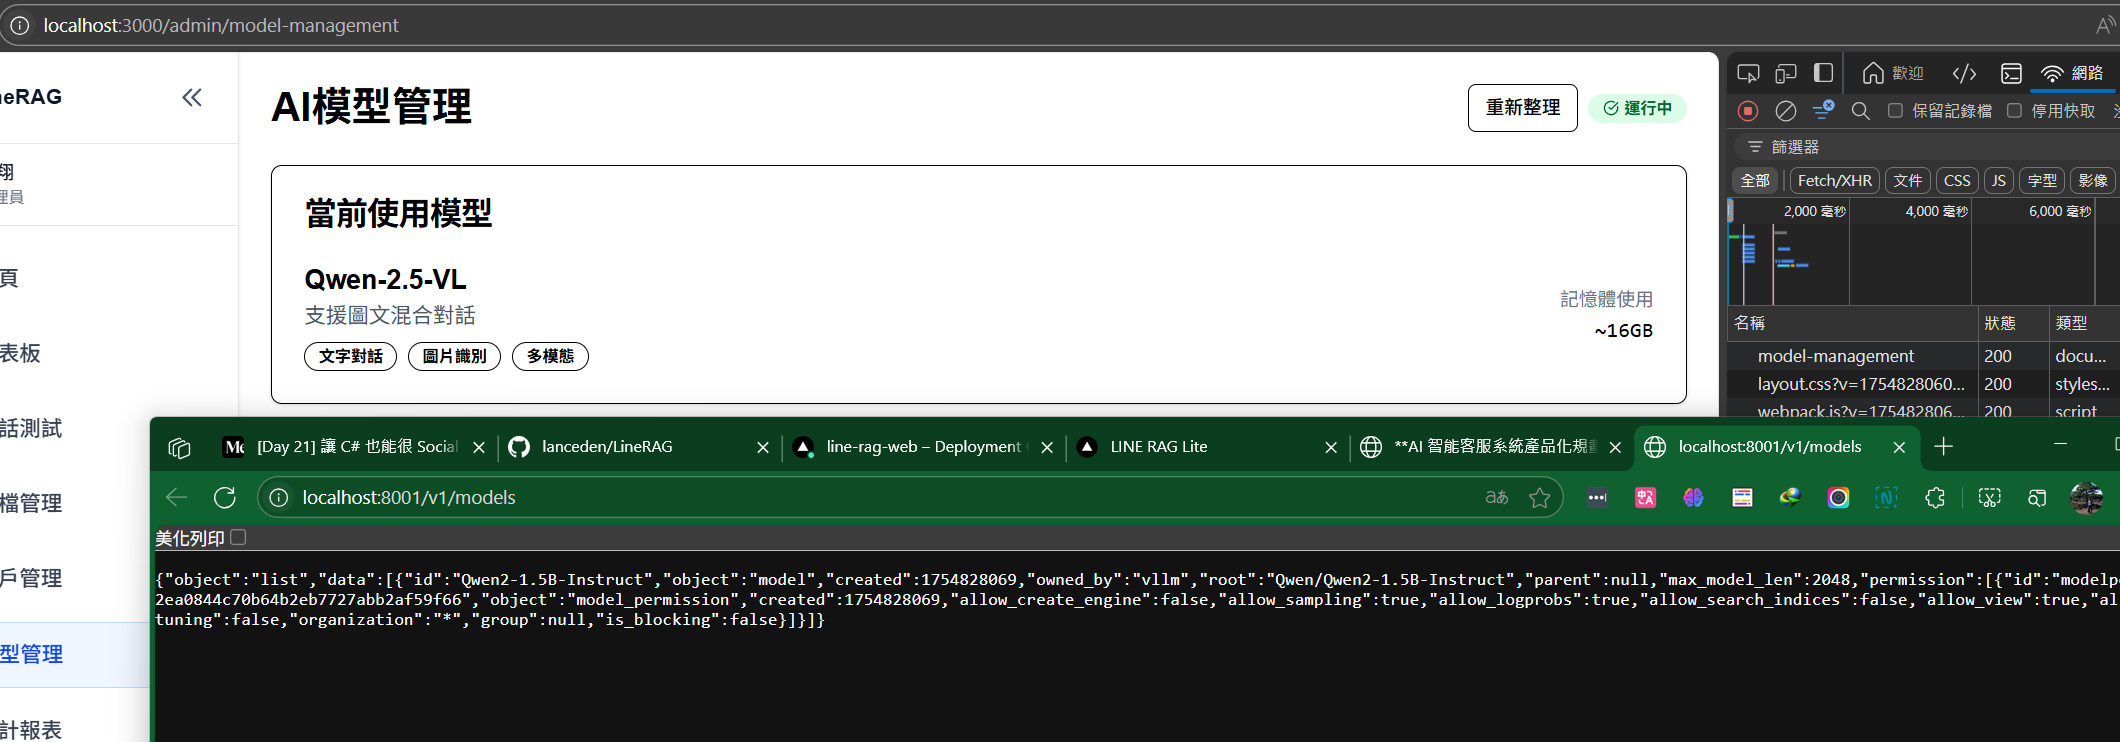 localhost:3000/admin/model-management
neRAG
AI模型管理
重新整理
運行中
翔
理員
當前使用模型
Qwen-2.5-VL
支援圖文混合對話
文字對話
圖片識別
多模態
記憶體使用
~16GB
頁
表板
話測試
檔管理
戶管理
型管理
計報表
歡迎
網路
保留記錄檔
停用快取
篩選器
全部
Fetch/XHR
文件
CSS
JS
字型
影像
2,000 毫秒
4,000 毫秒
6,000 毫秒
名稱
狀態
類型
model-management
200
docu...
layout.css?v=1754828060...
200
styles...
webpack.js?v=175482806...
200
script
[Day 21] 讓 C# 也能很 Social
lanceden/LineRAG
line-rag-web – Deployment
LINE RAG Lite
**AI 智能客服系統產品化規
localhost:8001/v1/models
localhost:8001/v1/models
美化列印
{"object":"list","data":[{"id":"Qwen2-1.5B-Instruct","object":"model","created":1754828069,"owned_by":"vllm","root":"Qwen/Qwen2-1.5B-Instruct","parent":null,"max_model_len":2048,"permission":[{"id":"modelpe
2ea0844c70b64b2eb7727abb2af59f66","object":"model_permission","created":1754828069,"allow_create_engine":false,"allow_sampling":true,"allow_logprobs":true,"allow_search_indices":false,"allow_view":true,"al
tuning":false,"organization":"*","group":null,"is_blocking":false}]}]}